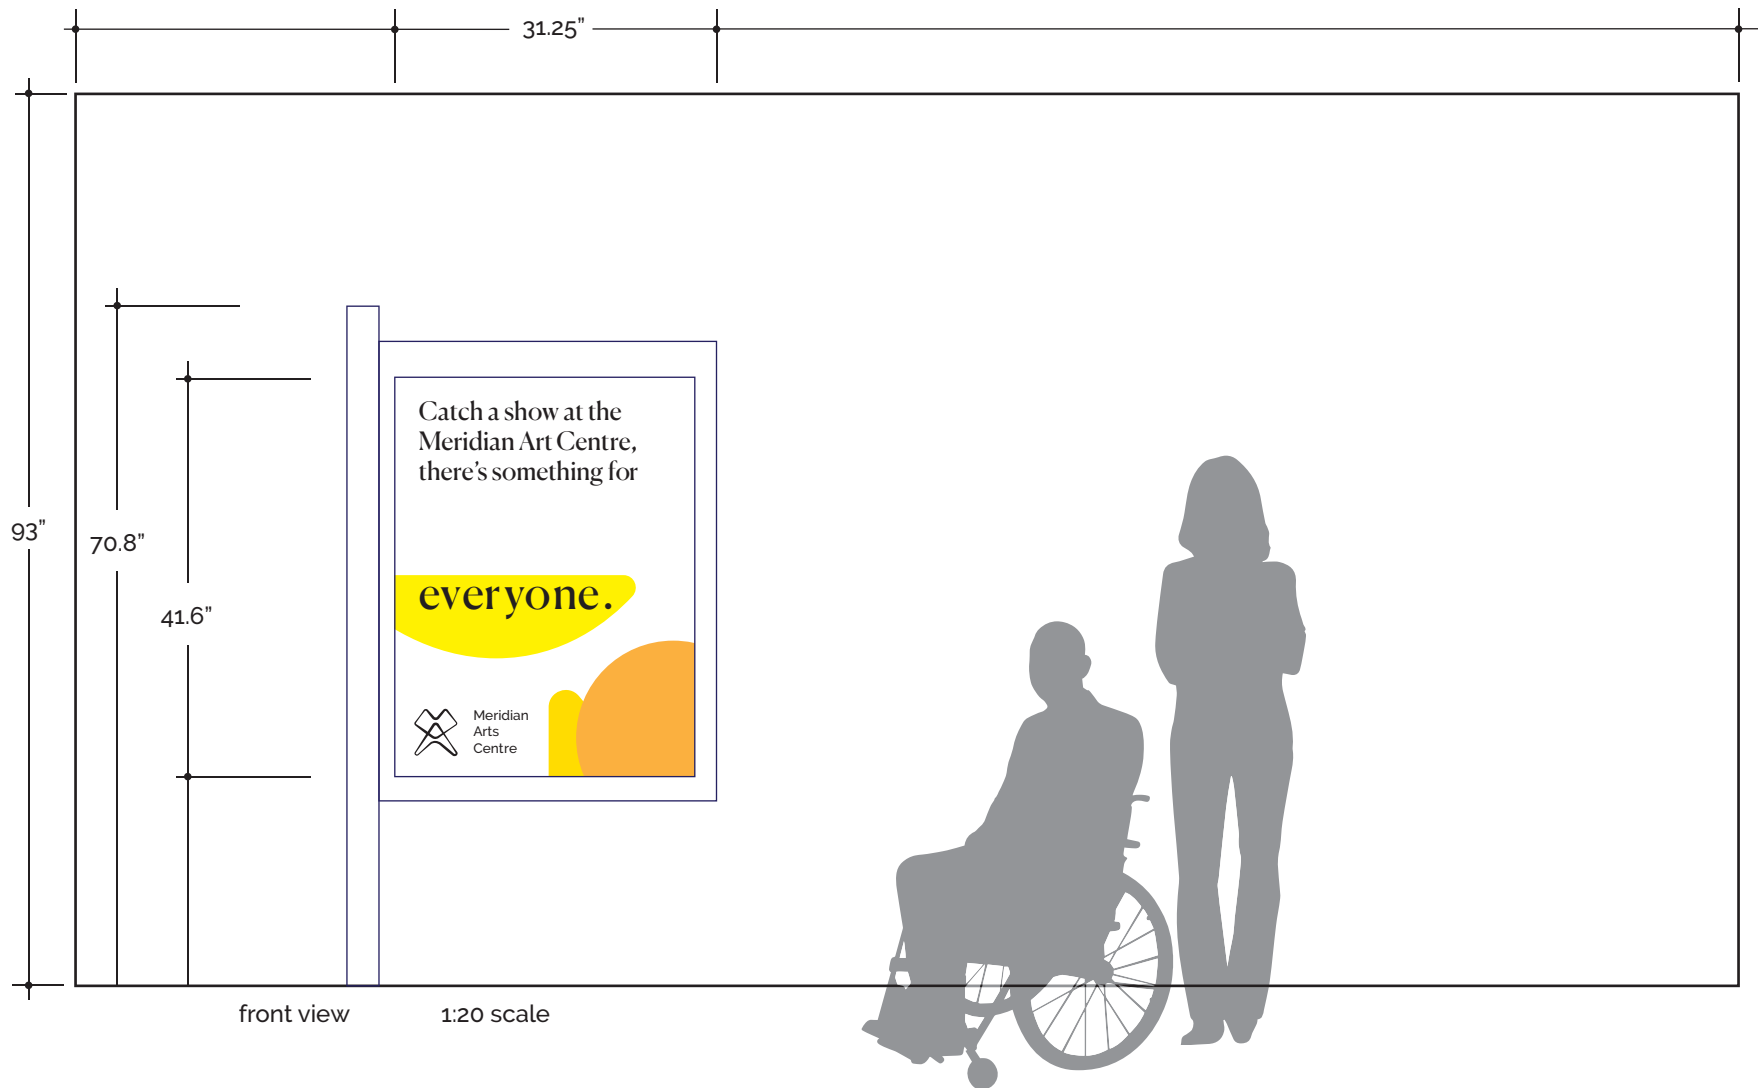 31.25”
93”
70.8”
41.6”
Catch a show at the
Meridian Art Centre,
there’s something for
everyone.
Meridian
Arts
Centre
front view
1:20 scale